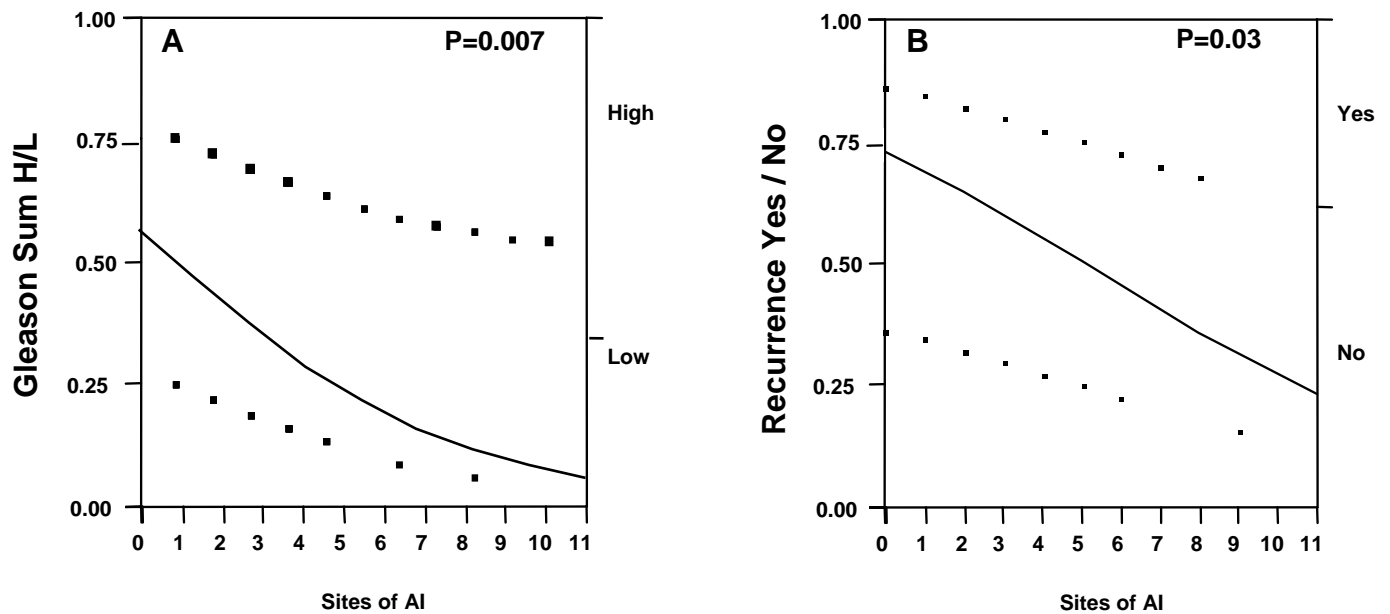 A
P=0.007
Gleason Sum H/L
1.00
0.75
0.50
0.25
0.00
High
Low
0 1 2 3 4 5 6 7 8 9 10 11
Sites of AI
B
P=0.03
Recurrence Yes / No
1.00
0.75
0.50
0.25
0.00
Yes
No
0 1 2 3 4 5 6 7 8 9 10 11
Sites of AI